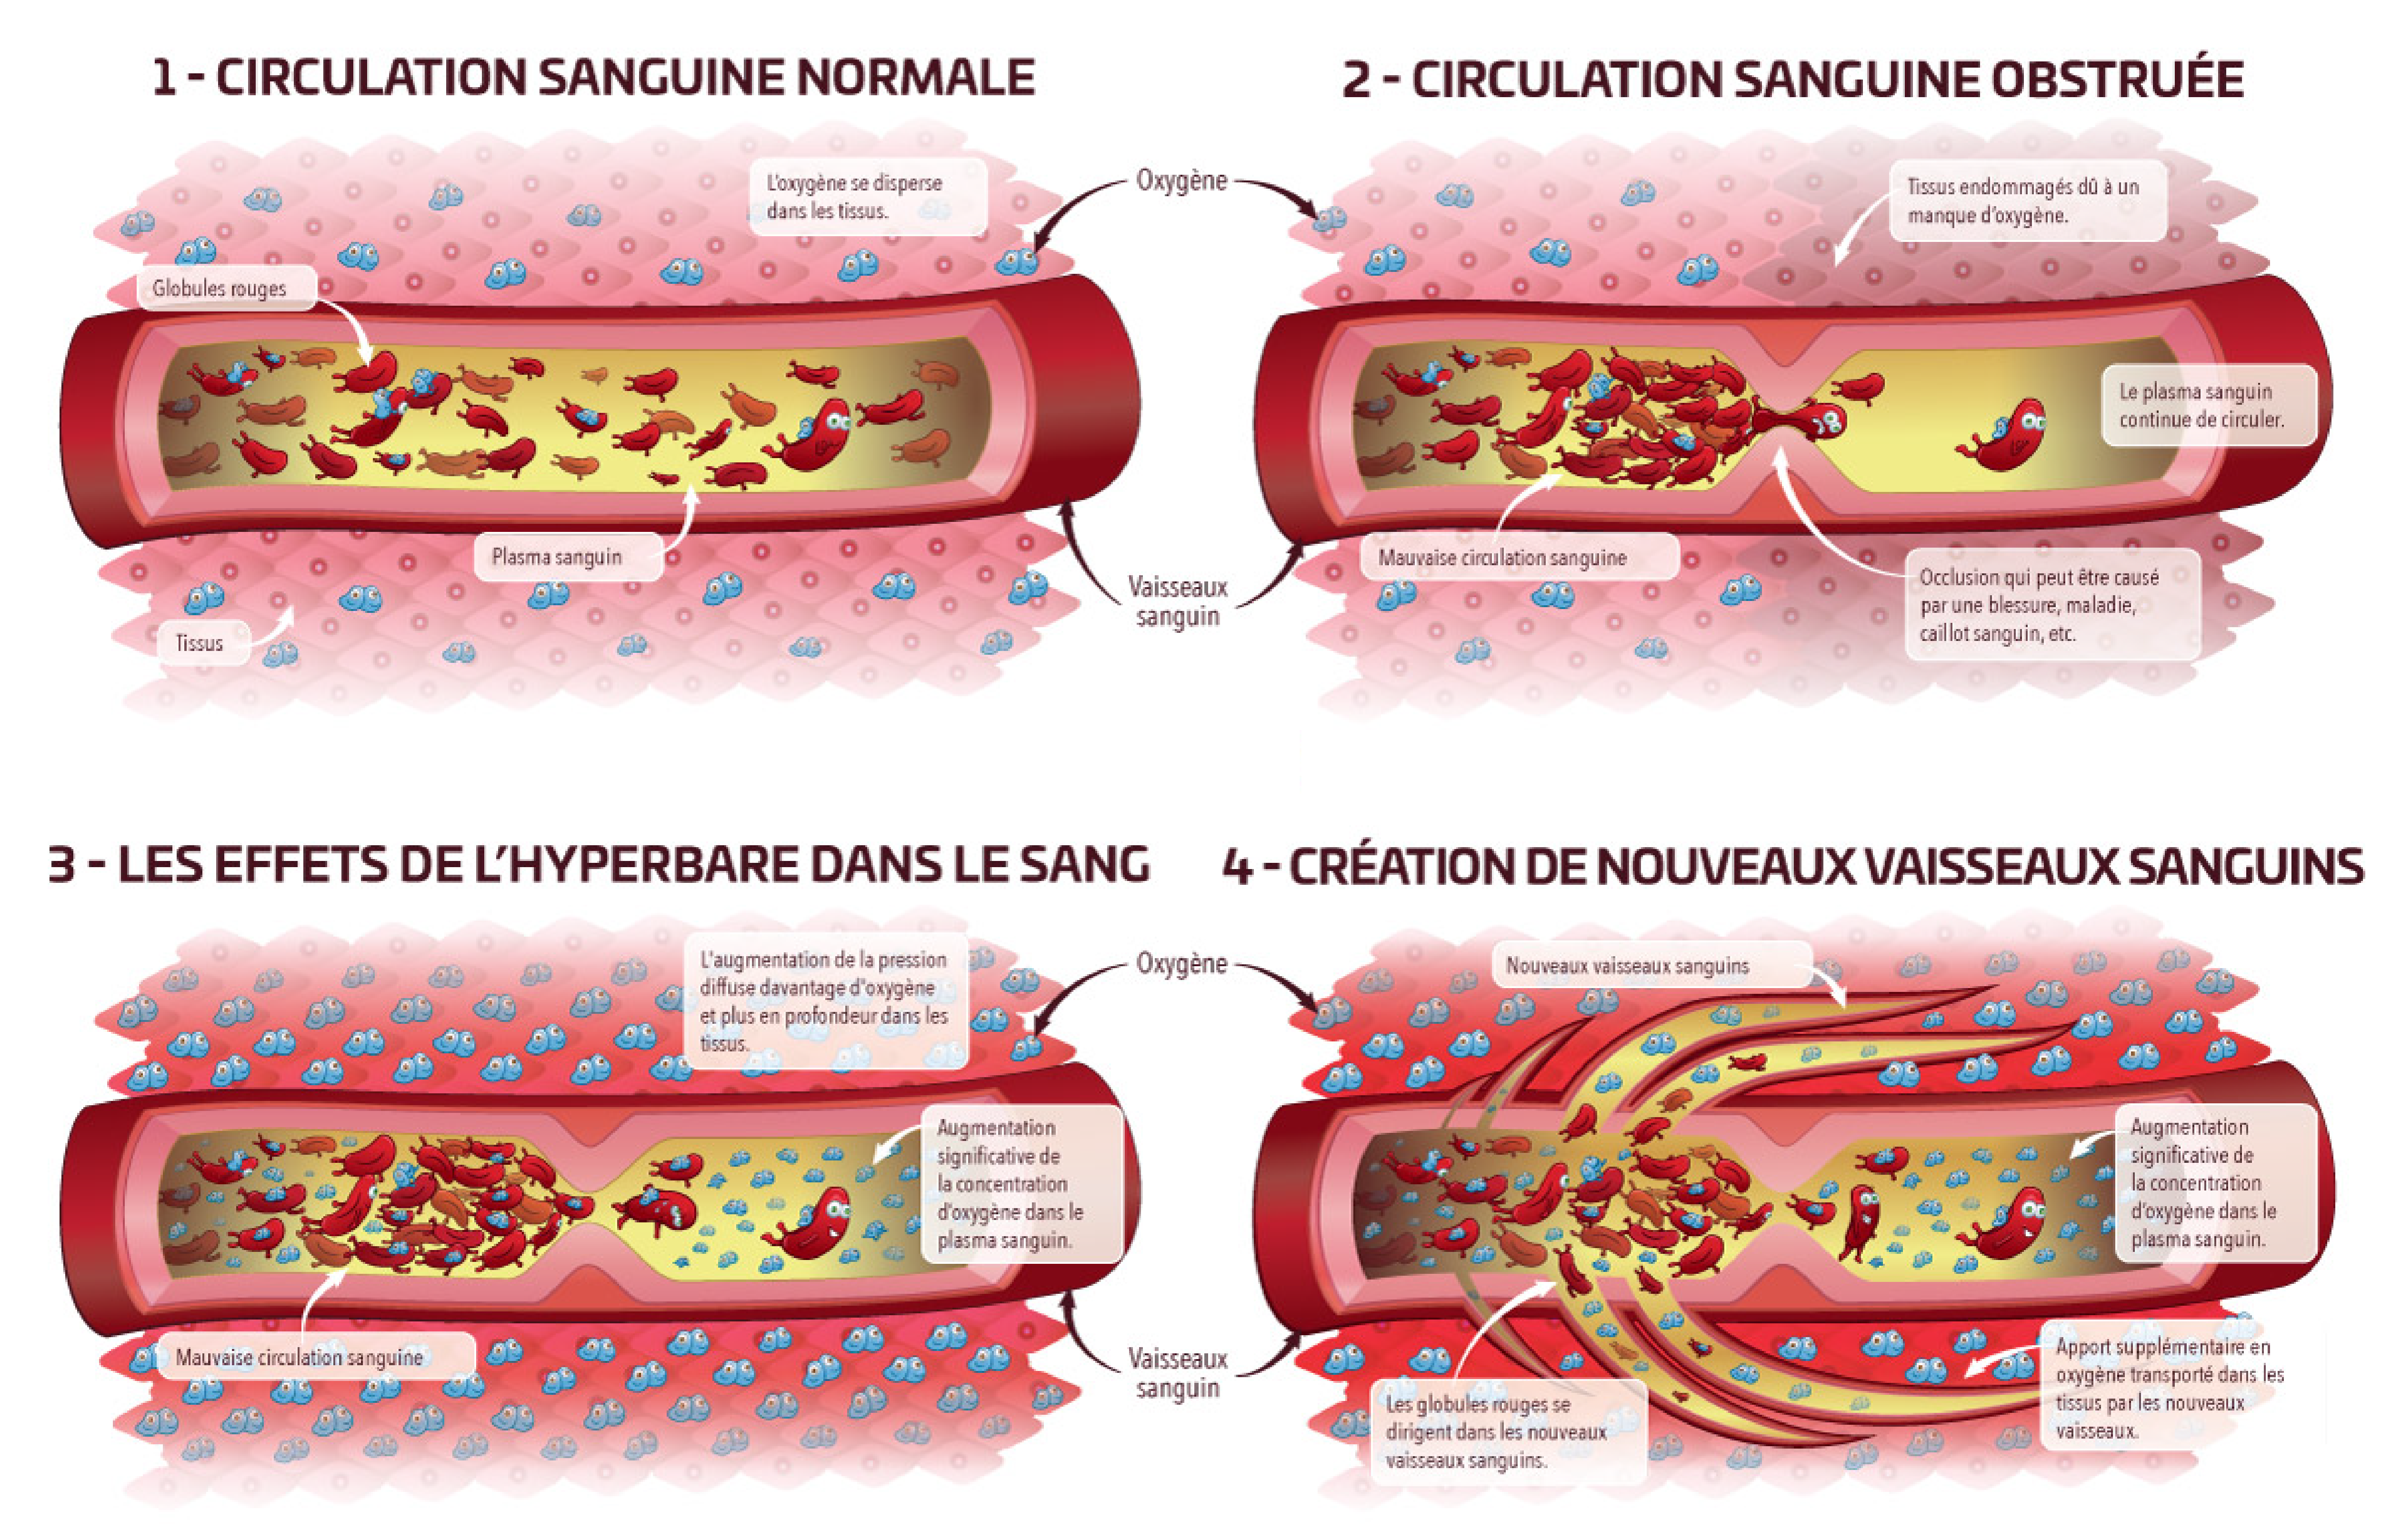 1 - CIRCULATION SANGUINE NORMALE
L'oxygène se disperse
dans les tissus.
Globules rouges
Plasma sanguin
Tissus
Oxygène
Vaisseaux
sanguin
2 - CIRCULATION SANGUINE OBSTRUÉE
Tissus endommagés dû à un
manque d'oxygène.
Le plasma sanguin
continue de circuler.
Mauvaise circulation sanguine
Occlusion qui peut être causé
par une blessure, maladie,
caillot sanguin, etc.
3 - LES EFFETS DE L'HYPERBARE DANS LE SANG
L'augmentation de la pression
diffuse davantage d'oxygène
et plus en profondeur dans les
tissus.
Augmentation
significative de
la concentration
d'oxygène dans le
plasma sanguin.
Mauvaise circulation sanguine
Oxygène
Vaisseaux
sanguin
4 - CRÉATION DE NOUVEAUX VAISSEAUX SANGUINS
Nouveaux vaisseaux sanguins
Augmentation
significative de
la concentration
d'oxygène dans le
plasma sanguin.
Les globules rouges se
dirigent dans les nouveaux
vaisseaux sanguins.
Apport supplémentaire en
oxygène transporté dans les
tissus par les nouveaux
vaisseaux.